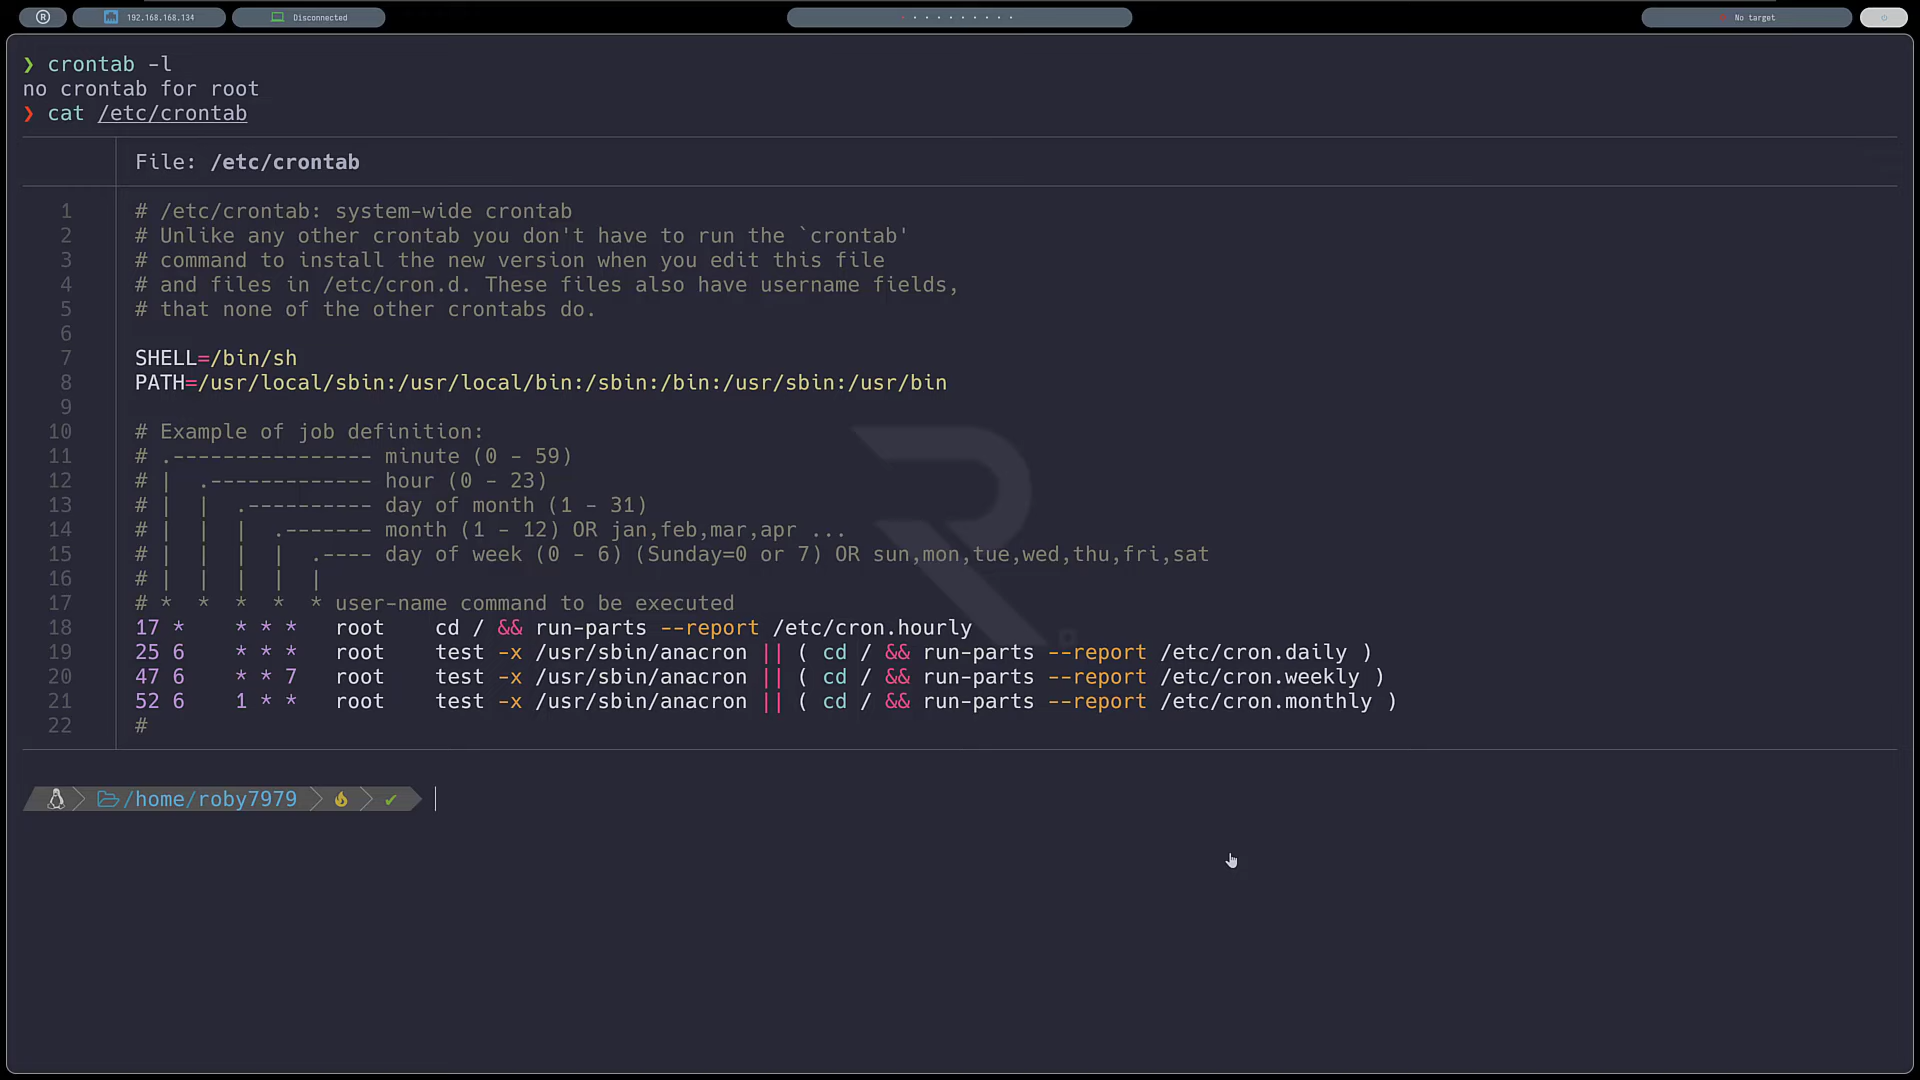 192.168.168.134
Disconnected
No target
❯ crontab -l
no crontab for root
❯ cat /etc/crontab
File: /etc/crontab
1 # /etc/crontab: system-wide crontab
2 # Unlike any other crontab you don't have to run the `crontab'
3 # command to install the new version when you edit this file
4 # and files in /etc/cron.d. These files also have username fields,
5 # that none of the other crontabs do.
6
7 SHELL=/bin/sh
8 PATH=/usr/local/sbin:/usr/local/bin:/sbin:/bin:/usr/sbin:/usr/bin
9
10 # Example of job definition:
11 # .---------------- minute (0 - 59)
12 # |  .------------- hour (0 - 23)
13 # |  |  .---------- day of month (1 - 31)
14 # |  |  |  .------- month (1 - 12) OR jan,feb,mar,apr ...
15 # |  |  |  |  .---- day of week (0 - 6) (Sunday=0 or 7) OR sun,mon,tue,wed,thu,fri,sat
16 # |  |  |  |  |
17 # *  *  *  *  * user-name command to be executed
18 17 *    * * *   root    cd / && run-parts --report /etc/cron.hourly
19 25 6    * * *   root    test -x /usr/sbin/anacron || ( cd / && run-parts --report /etc/cron.daily )
20 47 6    * * 7   root    test -x /usr/sbin/anacron || ( cd / && run-parts --report /etc/cron.weekly )
21 52 6    1 * *   root    test -x /usr/sbin/anacron || ( cd / && run-parts --report /etc/cron.monthly )
22 #
/home/roby7979